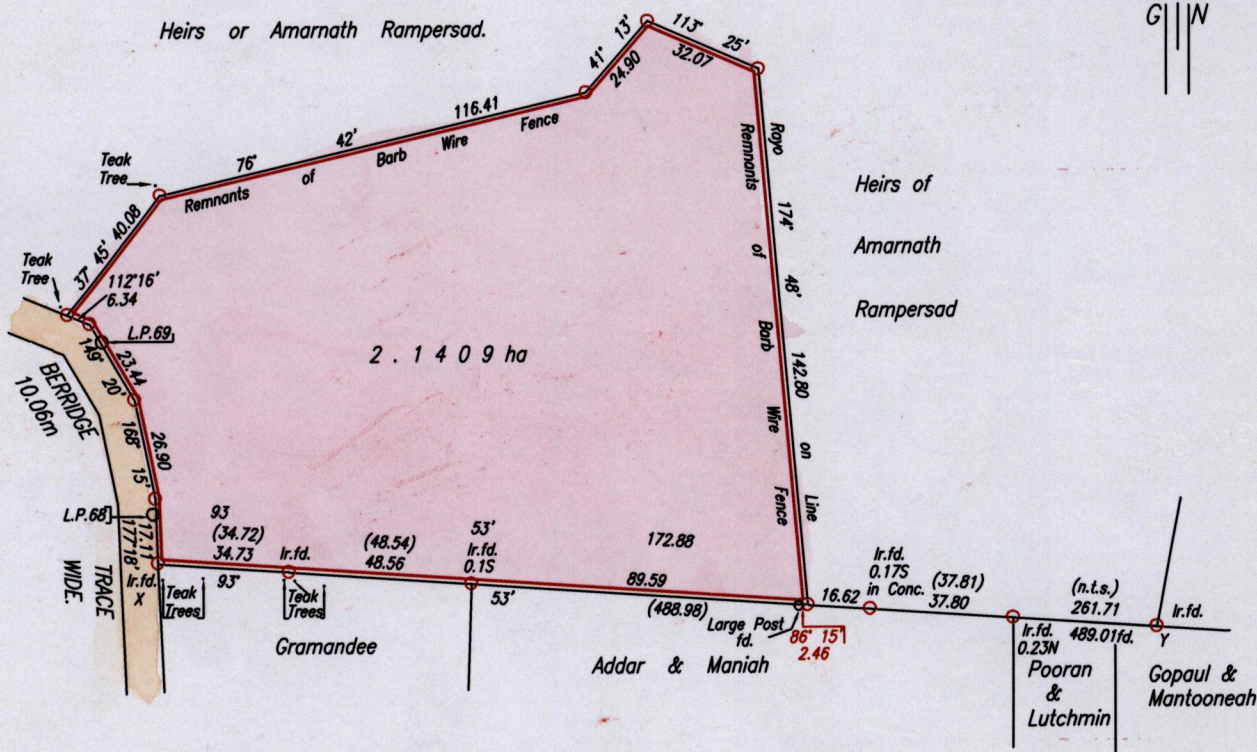 Heirs or Amarnath Rampersad.
G N
41° 13'
24.90
113° 25'
32.07
76° 42' 116.41
Remnants of Barb Wire Fence
Teak
Tree
37° 45' 40.08
Teak
Tree
112°16'
6.34
L.P.69
149° 20'
23.44
168° 15'
26.90
BERRIDGE
10.06m
TRACE
WIDE.
L.P.68
17.11
177°18'
2.1409 ha
Rayo 174° 48' 142.80 on Line
Remnants of Barb Wire Fence
Heirs of
Amarnath
Rampersad
93
(34.72)
34.73
93°
(48.54)
48.56
Ir.fd.
53'
Ir.fd.
0.1S
53'
172.88
89.59
(488.98)
Ir.fd.
X
Teak
Trees
Teak
Trees
Gramandee
Addar & Maniah
Large Post
fd.
86° 15'
2.46
16.62
Ir.fd.
0.17S
in Conc.
(37.81)
37.80
(n.t.s.)
261.71
489.01fd.
Ir.fd.
0.23N
Ir.fd.
Y
Pooran
&
Lutchmin
Gopaul &
Mantooneah